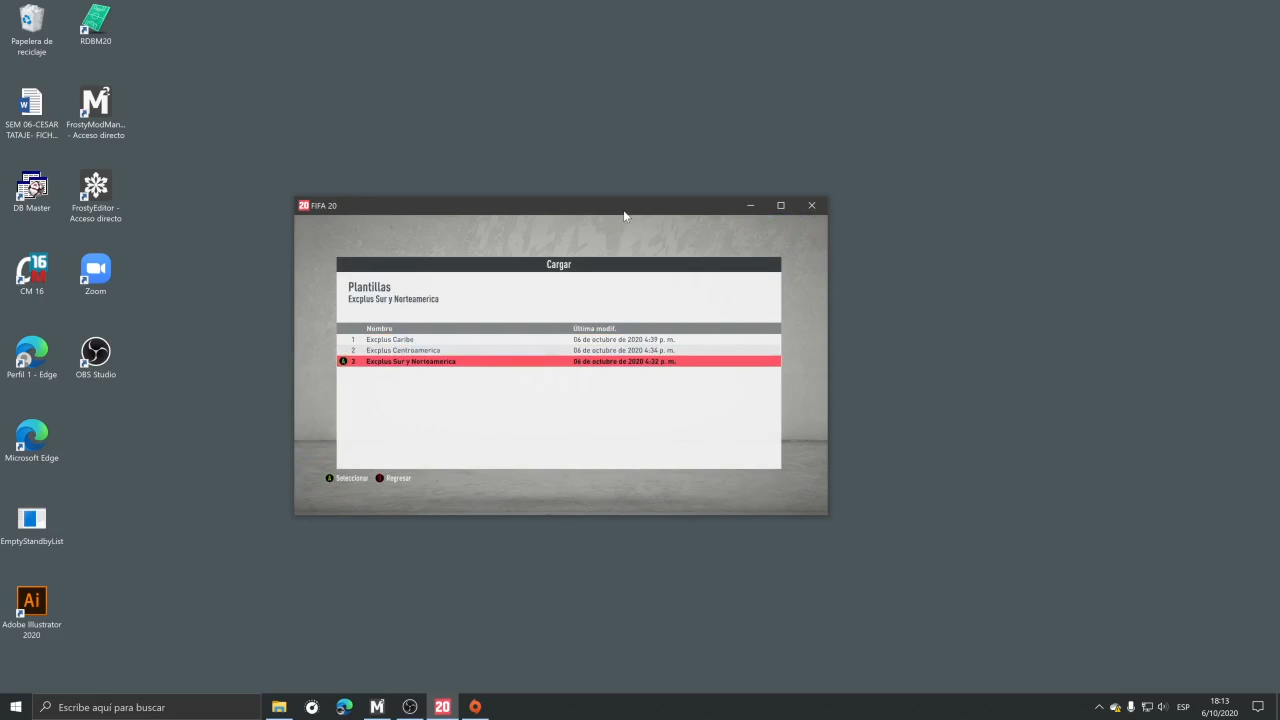 Papelera de
reciclaje
RDBM20
SEM 06-CESAR
TATAJE- FICH...
FrostyModMan...
- Acceso directo
DB Master
FrostyEditor -
Acceso directo
CM 16
Zoom
Perfil 1 - Edge
OBS Studio
Microsoft Edge
EmptyStandbyList
Ai
Adobe Illustrator
2020
20 FIFA 20
Cargar
Plantillas
Excplus Sur y Norteamerica
Nombre Última modif.
1 Excplus Caribe 06 de octubre de 2020 4:39 p. m.
2 Excplus Centroamerica 06 de octubre de 2020 4:34 p. m.
A 3 Excplus Sur y Norteamerica 06 de octubre de 2020 4:32 p. m.
A Seleccionar Regresar
Escribe aquí para buscar
M
20
ESP
18:13
6/10/2020